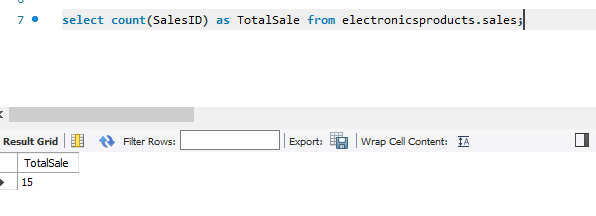 7 select count(SalesID) as TotalSale from electronicsproducts.sales;
Result Grid Filter Rows: Export: Wrap Cell Content:
TotalSale
15